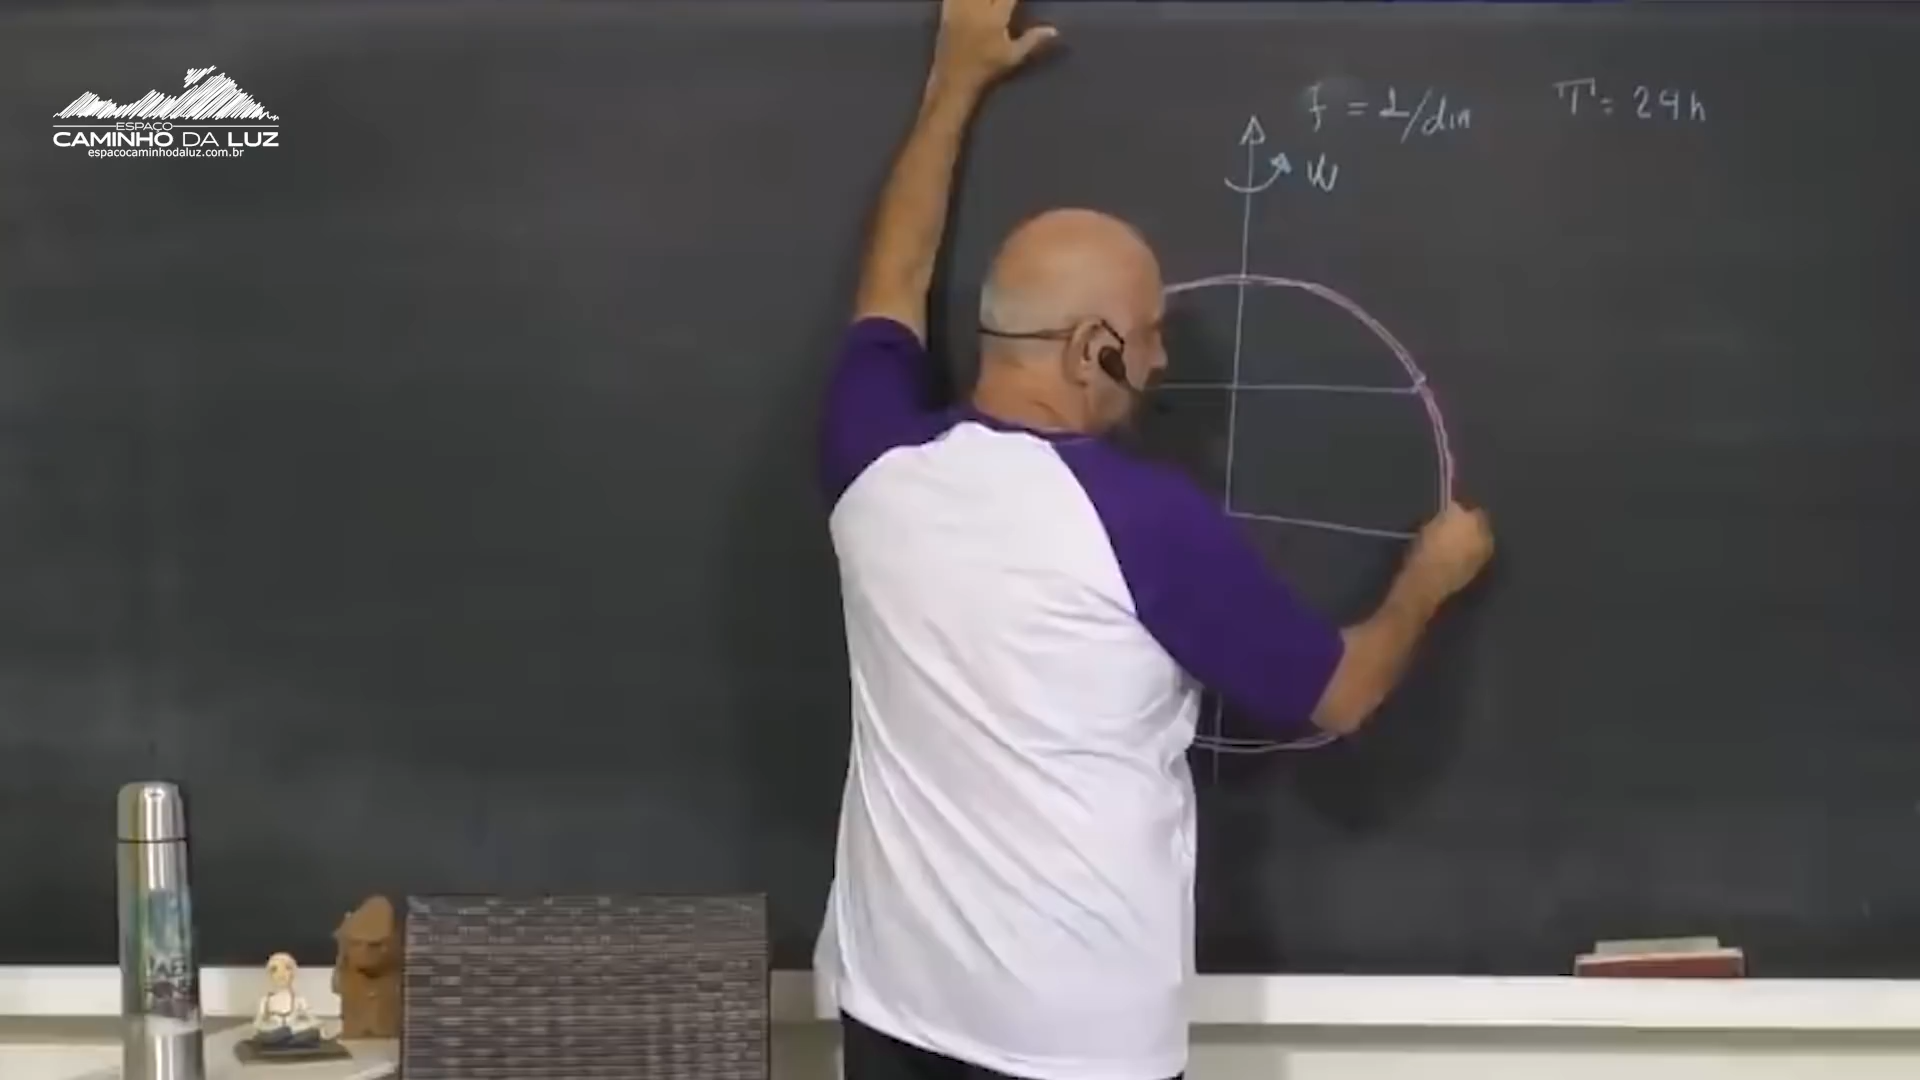 ESPAÇO
CAMINHO DA LUZ
espacocaminhodaluz.com.br
f = 1/dia T = 24h
W